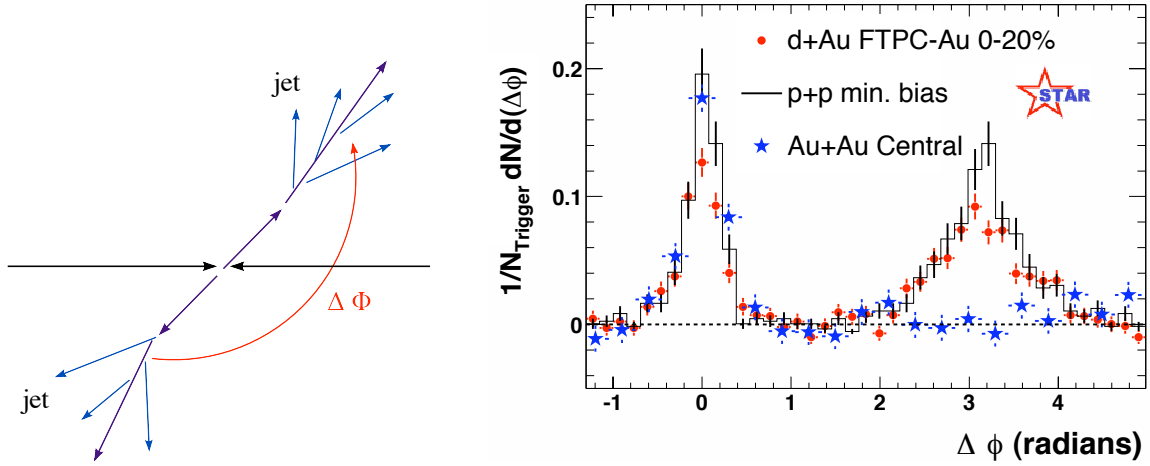 jet
Δ Φ
jet
d+Au FTPC-Au 0-20%
p+p min. bias
Au+Au Central
STAR
1/N_Trigger dN/d(Δφ)
0.2
0.1
0
-1 0 1 2 3 4
Δ φ (radians)